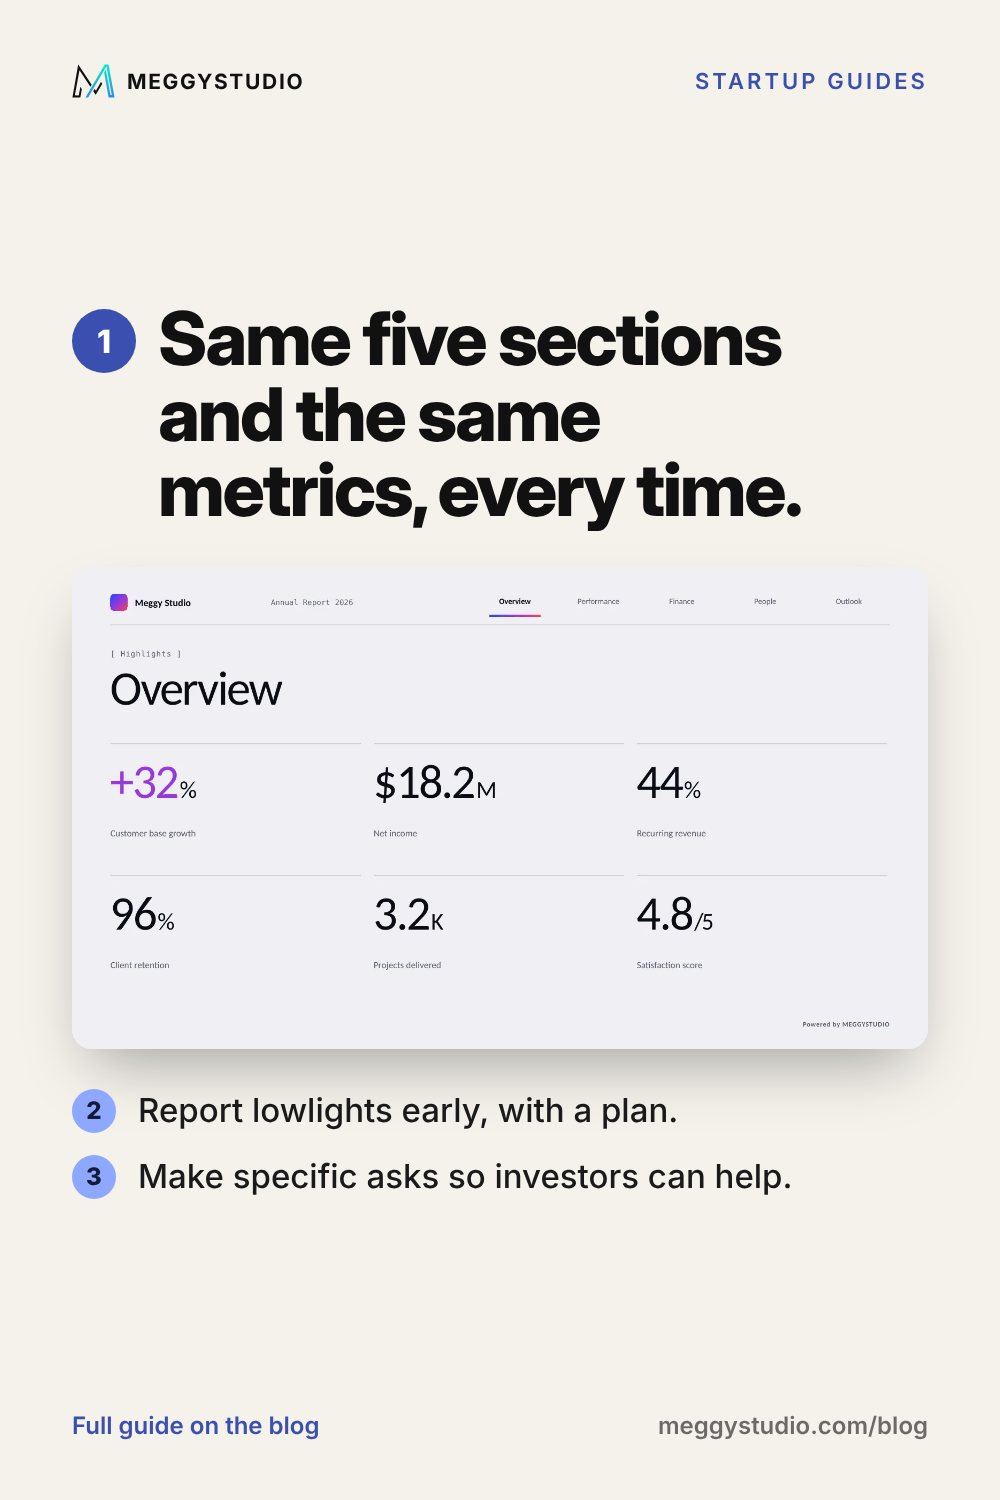 MEGGYSTUDIO
STARTUP GUIDES
1
Same five sections
and the same
metrics, every time.
Meggy Studio
Annual Report 2026
Overview
Performance
Finance
People
Outlook
[ Highlights ]
Overview
+32%
$18.2M
44%
Customer base growth
Net income
Recurring revenue
96%
3.2K
4.8/5
Client retention
Projects delivered
Satisfaction score
Powered by MEGGYSTUDIO
2 Report lowlights early, with a plan.
3 Make specific asks so investors can help.
Full guide on the blog
meggystudio.com/blog